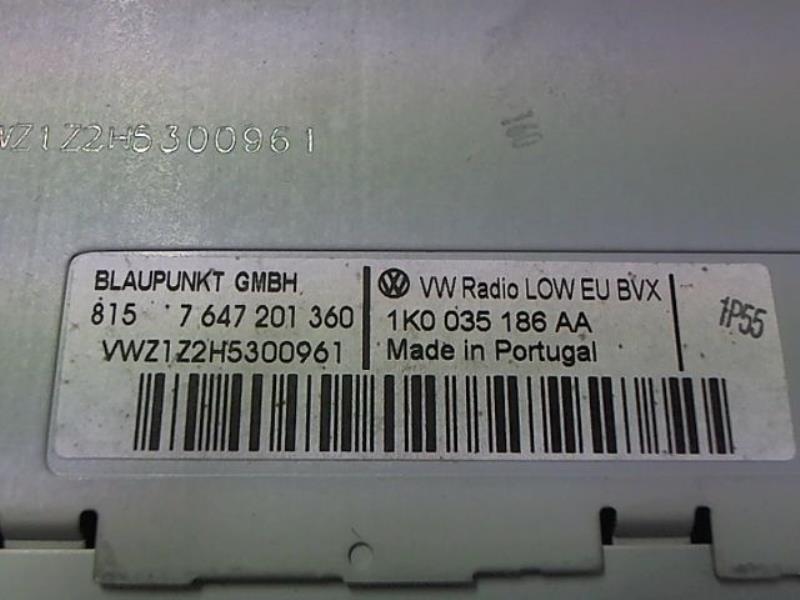 WZ1Z2H5300961
160
BLAUPUNKT GMBH
815 7 647 201 360
VWZ1Z2H5300961
VW Radio LOW EU BVX
1K0 035 186 AA
Made in Portugal
1P55